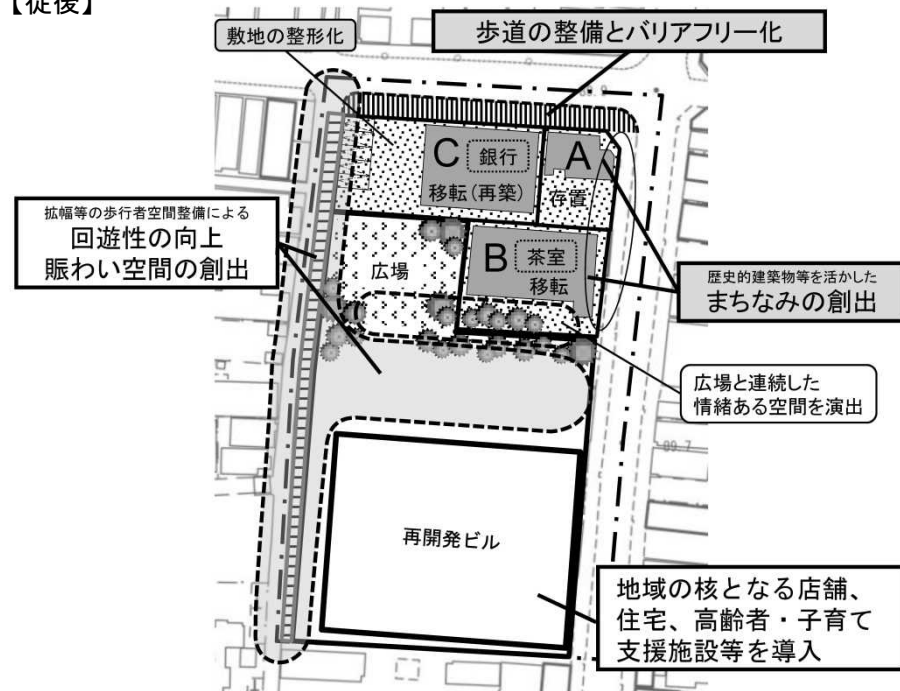 【従後】
敷地の整形化
歩道の整備とバリアフリー化
C 銀行
移転(再築)
A
存置
拡幅等の歩行者空間整備による
回遊性の向上
賑わい空間の創出
広場
B 茶室
移転
歴史的建築物等を活かした
まちなみの創出
広場と連続した
情緒ある空間を演出
89.7
再開発ビル
地域の核となる店舗、
住宅、高齢者・子育て
支援施設等を導入